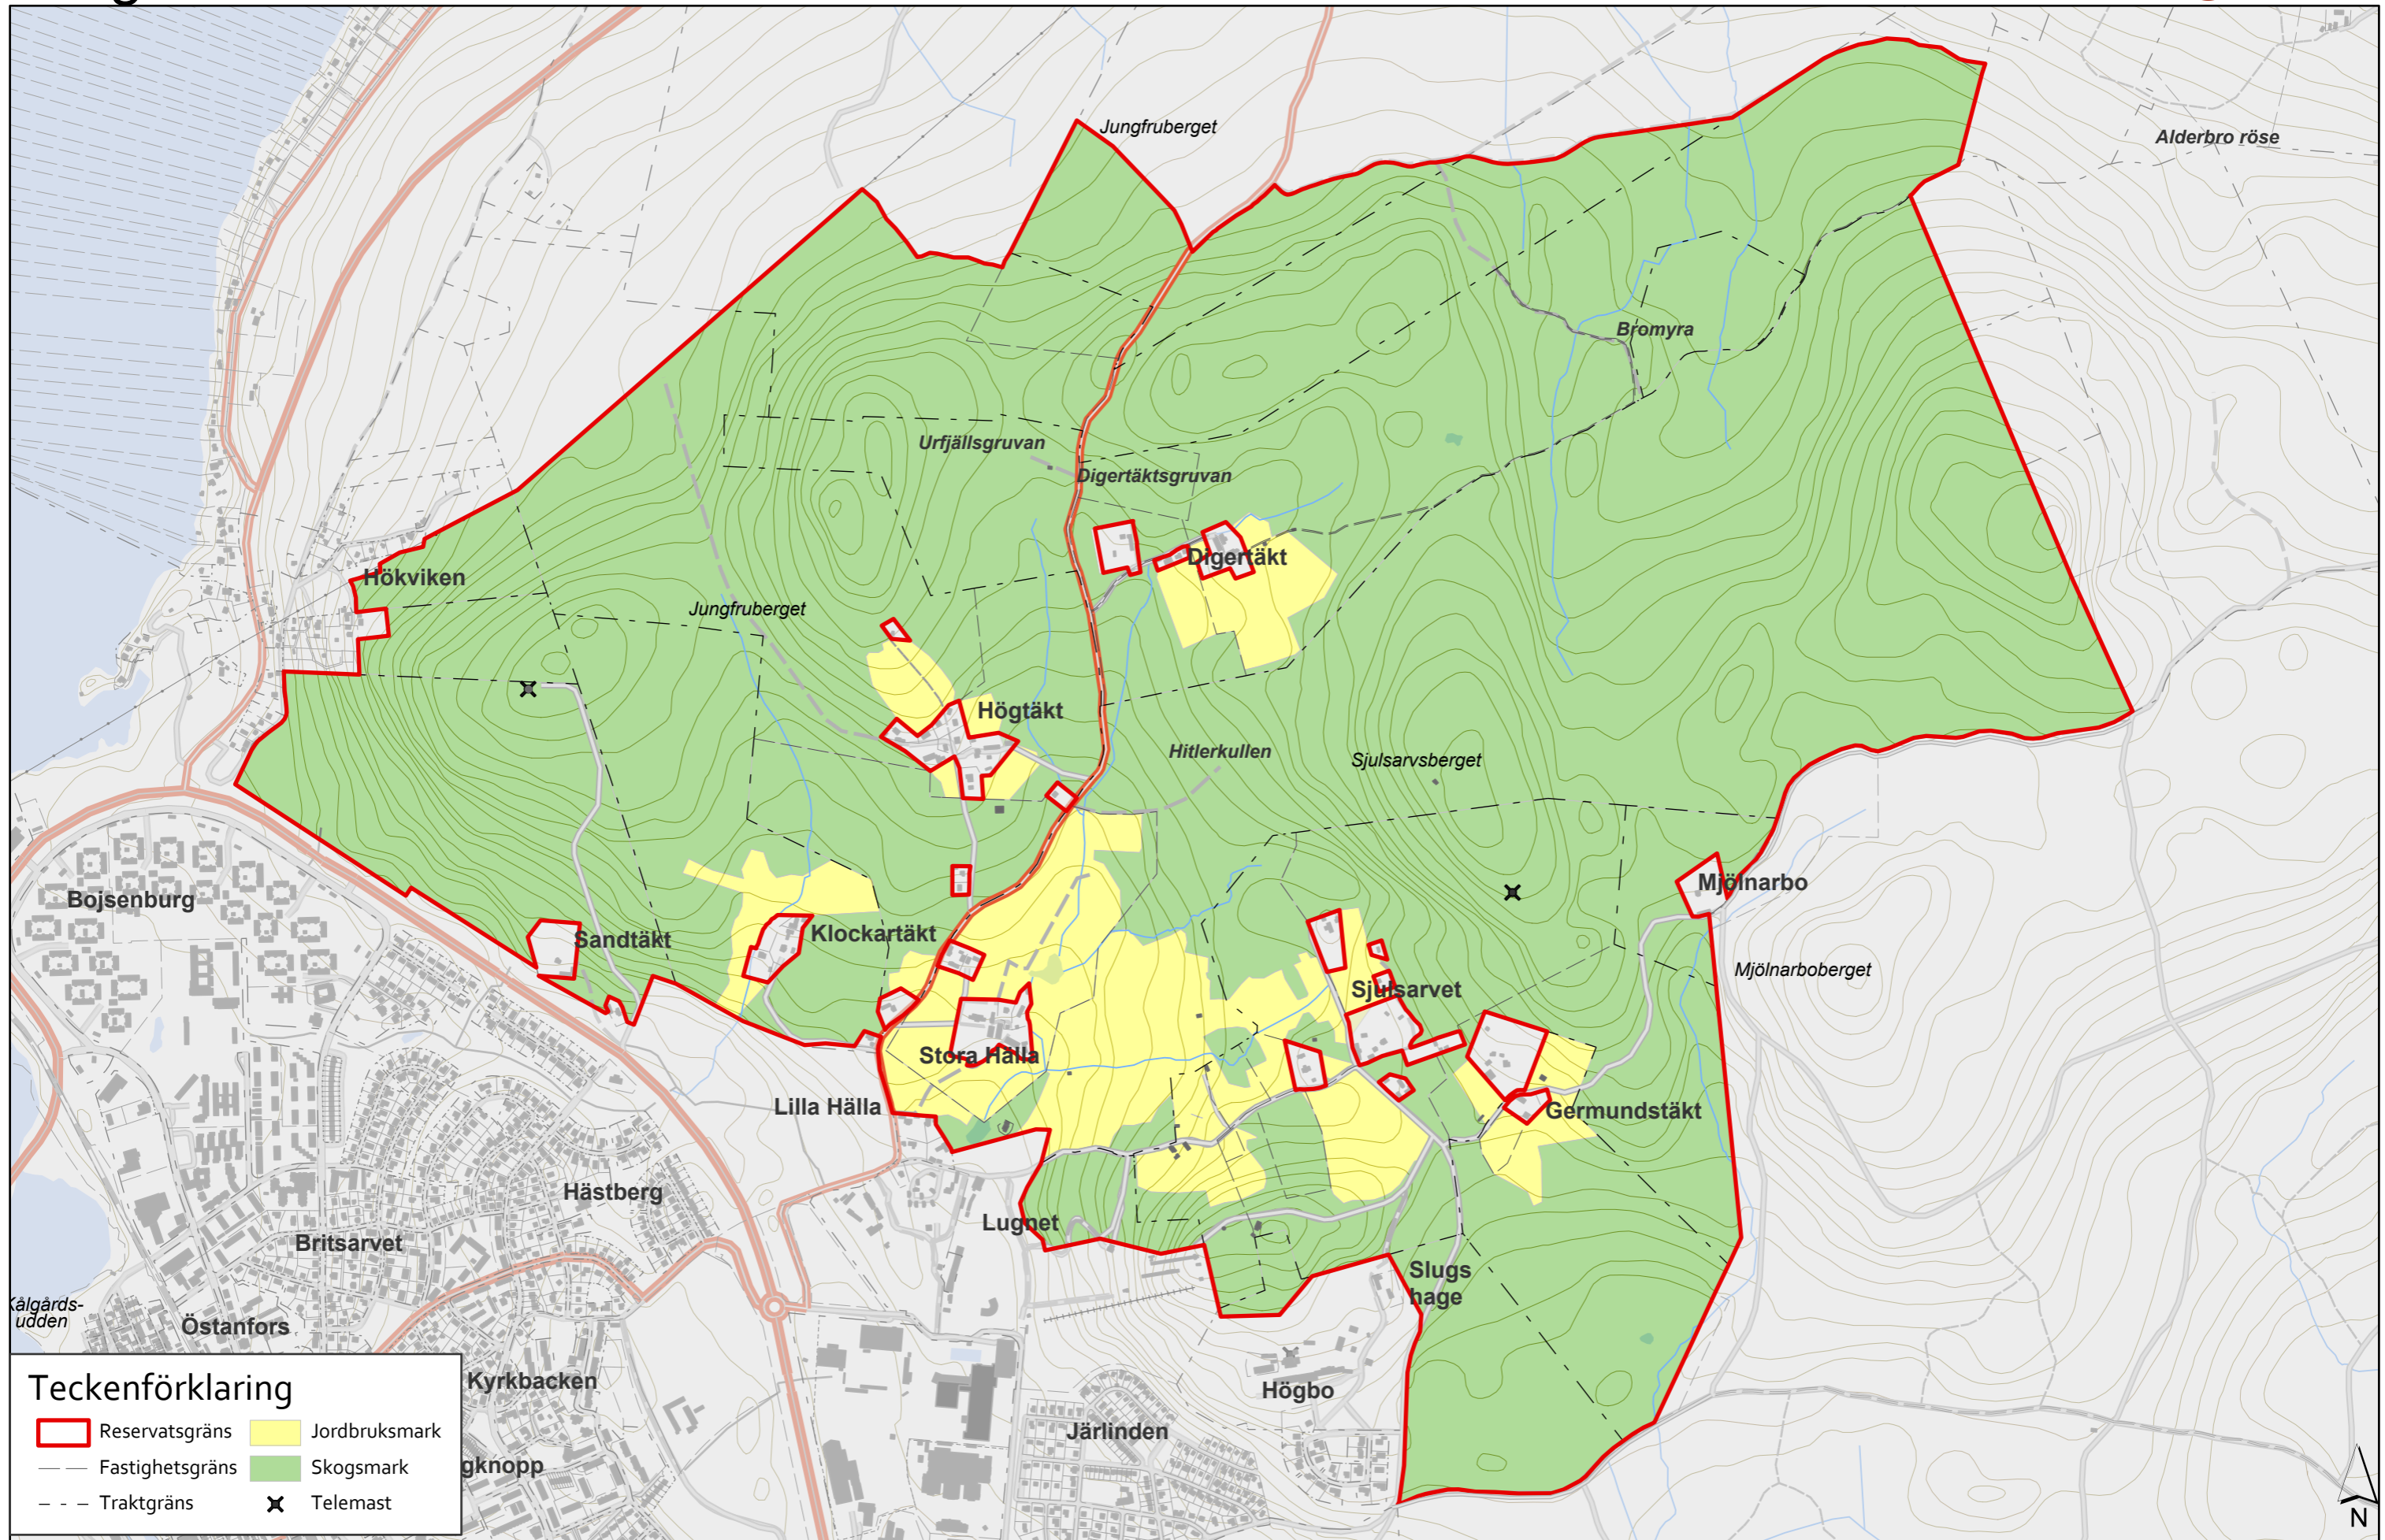 Jungfruberget
Alderbro röse
Bromyra
Urfjällsgruvan
Digertäktsgruvan
Digertäkt
Hökviken
Jungfruberget
Högtäkt
Hitlerkullen
Sjulsarvsberget
Mjölnarbo
Bojsenburg
Sandtäkt
Klockartäkt
Mjölnarboberget
Sjulsarvet
Stora Hälla
Lilla Hälla
Germundstäkt
Hästberg
Lugnet
Britsarvet
Slugs
hage
Kålgårds-
udden
Östanfors
Kyrkbacken
Högbo
Järlinden
gknopp
Teckenförklaring
Reservatsgräns
Jordbruksmark
Fastighetsgräns
Skogsmark
Traktgräns
Telemast
N